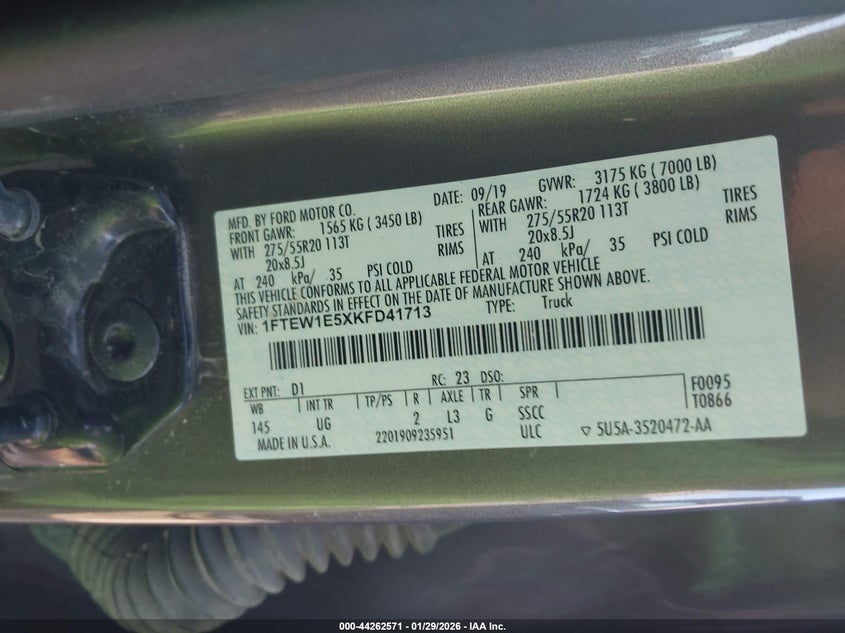 MFD. BY FORD MOTOR CO. DATE: 09/19 GVWR: 3175 KG ( 7000 LB)
FRONT GAWR: 1565 KG ( 3450 LB) REAR GAWR: 1724 KG ( 3800 LB)
WITH 275/55R20 113T TIRES WITH 275/55R20 113T TIRES
20x8.5J RIMS 20x8.5J RIMS
AT 240 kPa/ 35 PSI COLD AT 240 kPa/ 35 PSI COLD
THIS VEHICLE CONFORMS TO ALL APPLICABLE FEDERAL MOTOR VEHICLE
SAFETY STANDARDS IN EFFECT ON THE DATE OF MANUFACTURE SHOWN ABOVE.
VIN: 1FTEW1E5XKFD41713 TYPE: Truck
EXT PNT: D1 RC: 23 DSO: F0095
WB INT TR TP/PS R AXLE TR SPR T0866
145 UG 2 L3 G SSCC
MADE IN U.S.A. 2201909235951 ULC ▽ 5U5A-3520472-AA
000-44262571 - 01/29/2026 - IAA Inc.